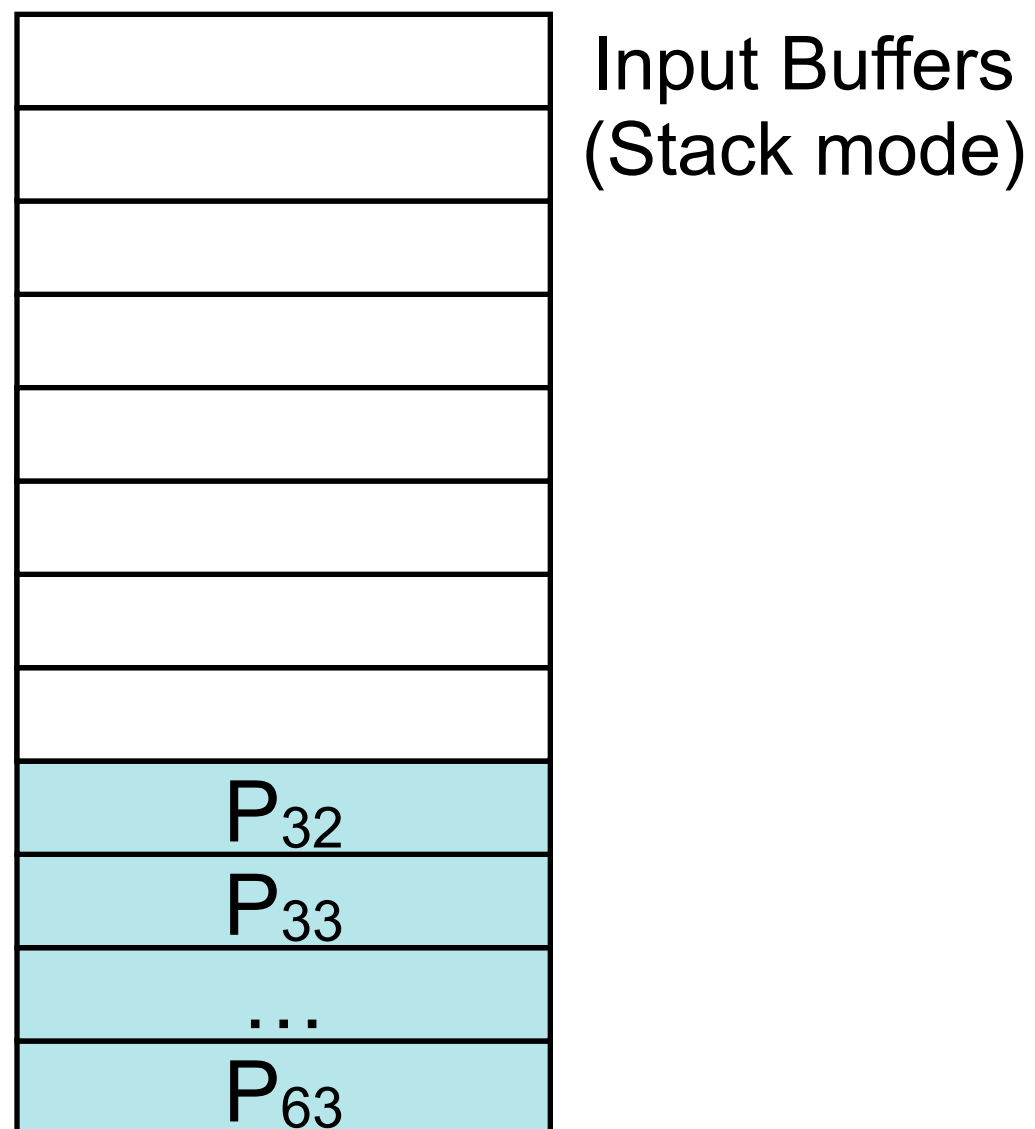 Input Buffers
(Stack mode)
P₃₂
P₃₃
…
P₆₃